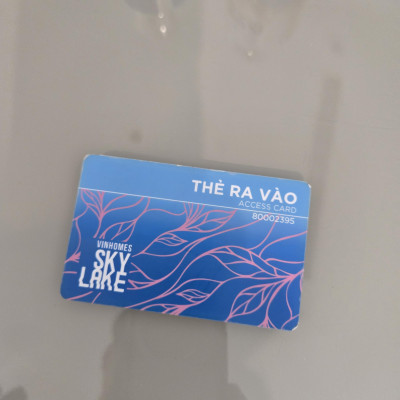 THẺ RA VÀO
ACCESS CARD
80002395
VINHOMES
SKY
LAKE